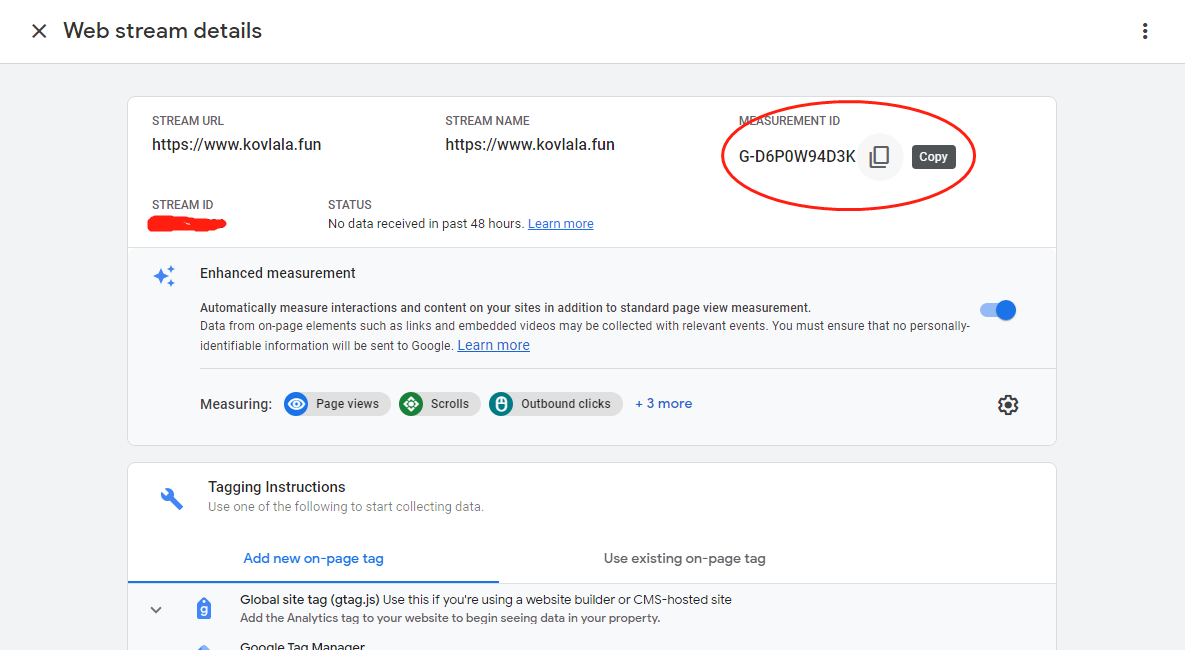 Web stream details
STREAM URL
https://www.kovlala.fun
STREAM NAME
https://www.kovlala.fun
MEASUREMENT ID
G-D6P0W94D3K
Copy
STREAM ID
STATUS
No data received in past 48 hours. Learn more
Enhanced measurement
Automatically measure interactions and content on your sites in addition to standard page view measurement.
Data from on-page elements such as links and embedded videos may be collected with relevant events. You must ensure that no personally-
identifiable information will be sent to Google. Learn more
Measuring:
Page views
Scrolls
Outbound clicks
+ 3 more
Tagging Instructions
Use one of the following to start collecting data.
Add new on-page tag
Use existing on-page tag
g
Global site tag (gtag.js) Use this if you're using a website builder or CMS-hosted site
Add the Analytics tag to your website to begin seeing data in your property.
Google Tag Manager